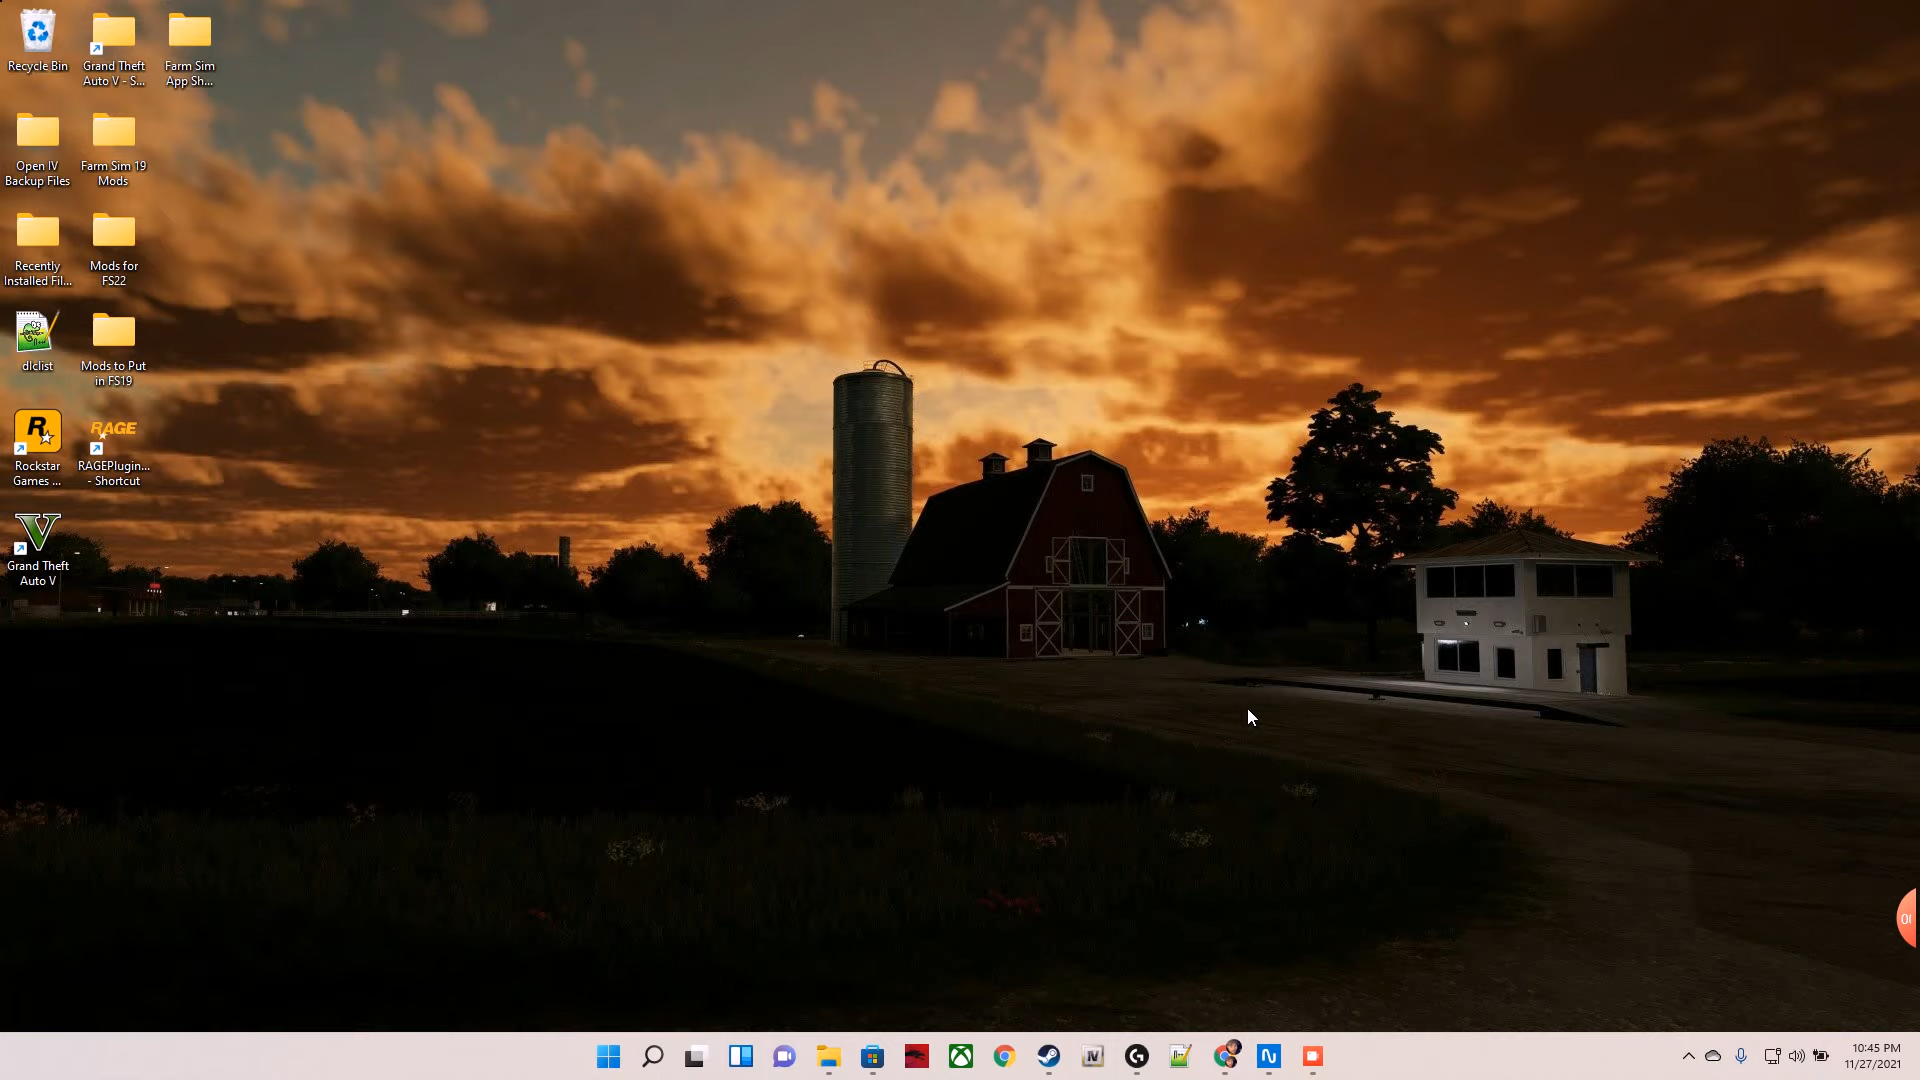 Recycle Bin
Grand Theft
Auto V - S...
Farm Sim
App Sh...
Open IV
Backup Files
Farm Sim 19
Mods
Recently
Installed Fil...
Mods for
FS22
dlclist
Mods to Put
in FS19
R
Rockstar
Games ...
RAGE
RAGEPlugin...
- Shortcut
V
Grand Theft
Auto V
IV
G
10:45 PM
11/27/2021